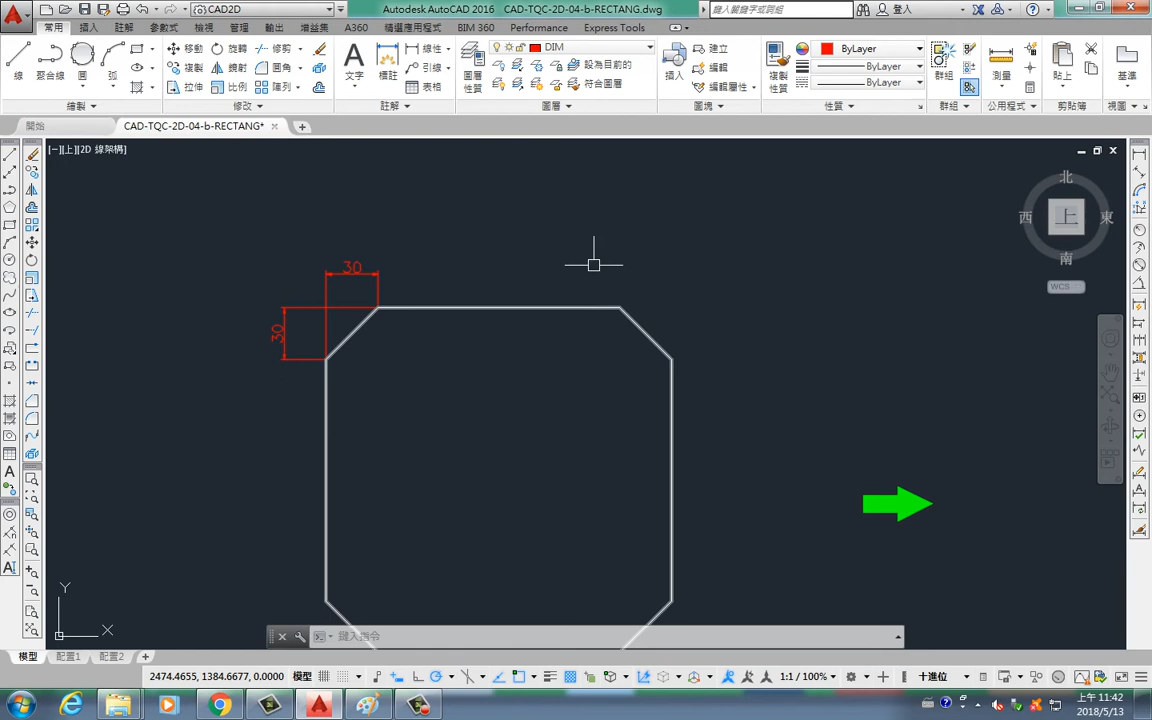 CAD2D
Autodesk AutoCAD 2016 CAD-TQC-2D-04-b-RECTANG.dwg
鍵入關鍵字或詞組
登入
常用 插入 註解 參數式 檢視 管理 輸出 增益集 A360 精選應用程式 BIM 360 Performance Express Tools
線 聚合線 圓 弧
移動 旋轉 修剪
複製 鏡射 圓角
拉伸 比例 陣列
文字 標註
線性
引線
表格
圖層性質
DIM
設為目前的
符合圖層
插入
建立
編輯
編輯屬性
複製性質
ByLayer
ByLayer
ByLayer
群組 測量 貼上 基準
繪製 修改 註解 圖層 圖塊 性質 群組 公用程式 剪貼簿 視圖
開始 CAD-TQC-2D-04-b-RECTANG*
[−][上][2D 線架構]
北
西 上 東
南
WCS
30
30
Y
X
鍵入指令
模型 配置1 配置2
2474.4655, 1384.6677, 0.0000 模型 1:1 / 100% 十進位
上午 11:42
2018/5/13